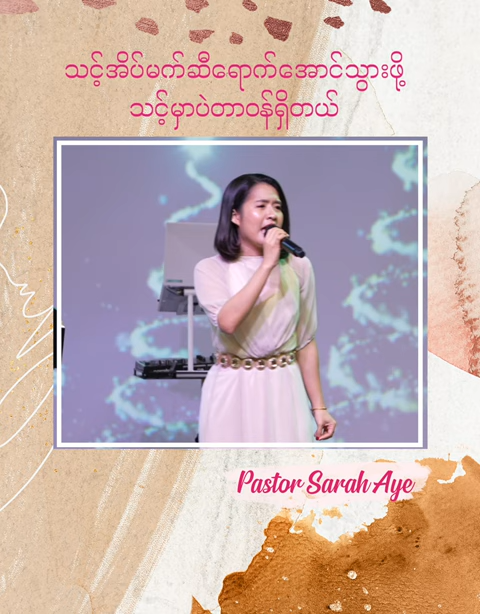 သင့်အိပ်မက်ဆီရောက်အောင်သွားဖို့
သင့်မှာပဲတာဝန်ရှိတယ်
Pastor Sarah Aye